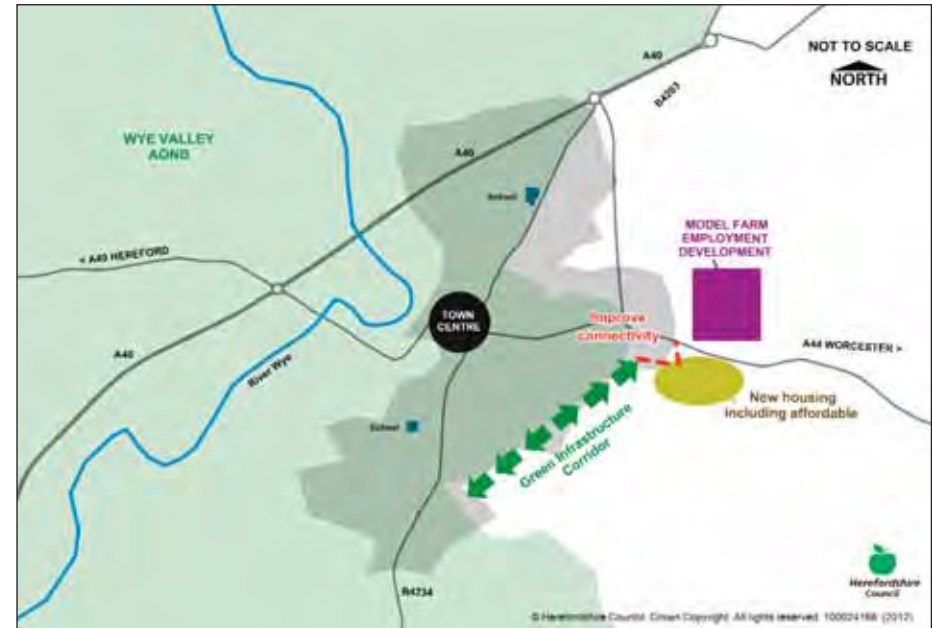 NOT TO SCALE
NORTH
A40
B4203
WYE VALLEY
AONB
A40
School
MODEL FARM
EMPLOYMENT
DEVELOPMENT
< A49 HEREFORD
TOWN
CENTRE
Improve
connectivity
A44 WORCESTER >
A40
River Wye
New housing
including affordable
School
Green Infrastructure
Corridor
B4234
Herefordshire
Council
© Herefordshire Council. Crown Copyright. All rights reserved. 100024168 (2012)